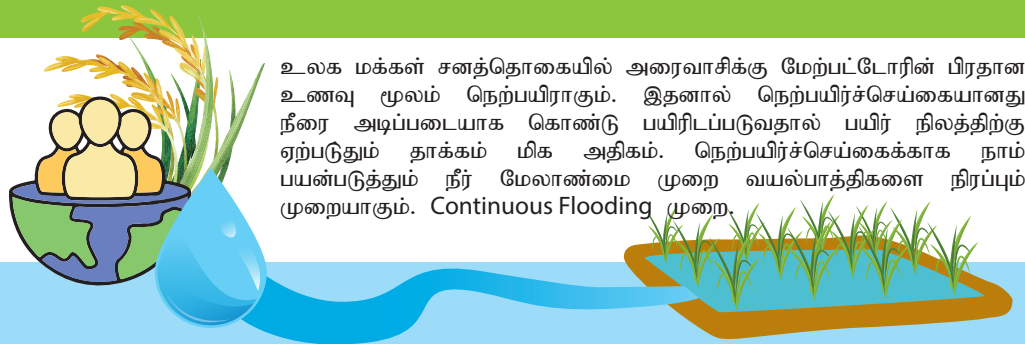 உலக மக்கள் சனத்தொகையில் அரைவாசிக்கு மேற்பட்டோரின் பிரதான
உணவு மூலம் நெற்பயிராகும். இதனால் நெற்பயிர்ச்செய்கையானது
நீரை அடிப்படையாக கொண்டு பயிரிடப்படுவதால் பயிர் நிலத்திற்கு
ஏற்படுதும் தாக்கம் மிக அதிகம். நெற்பயிர்ச்செய்கைக்காக நாம்
பயன்படுத்தும் நீர் மேலாண்மை முறை வயல்பாத்திகளை நிரப்பும்
முறையாகும். Continuous Flooding முறை.